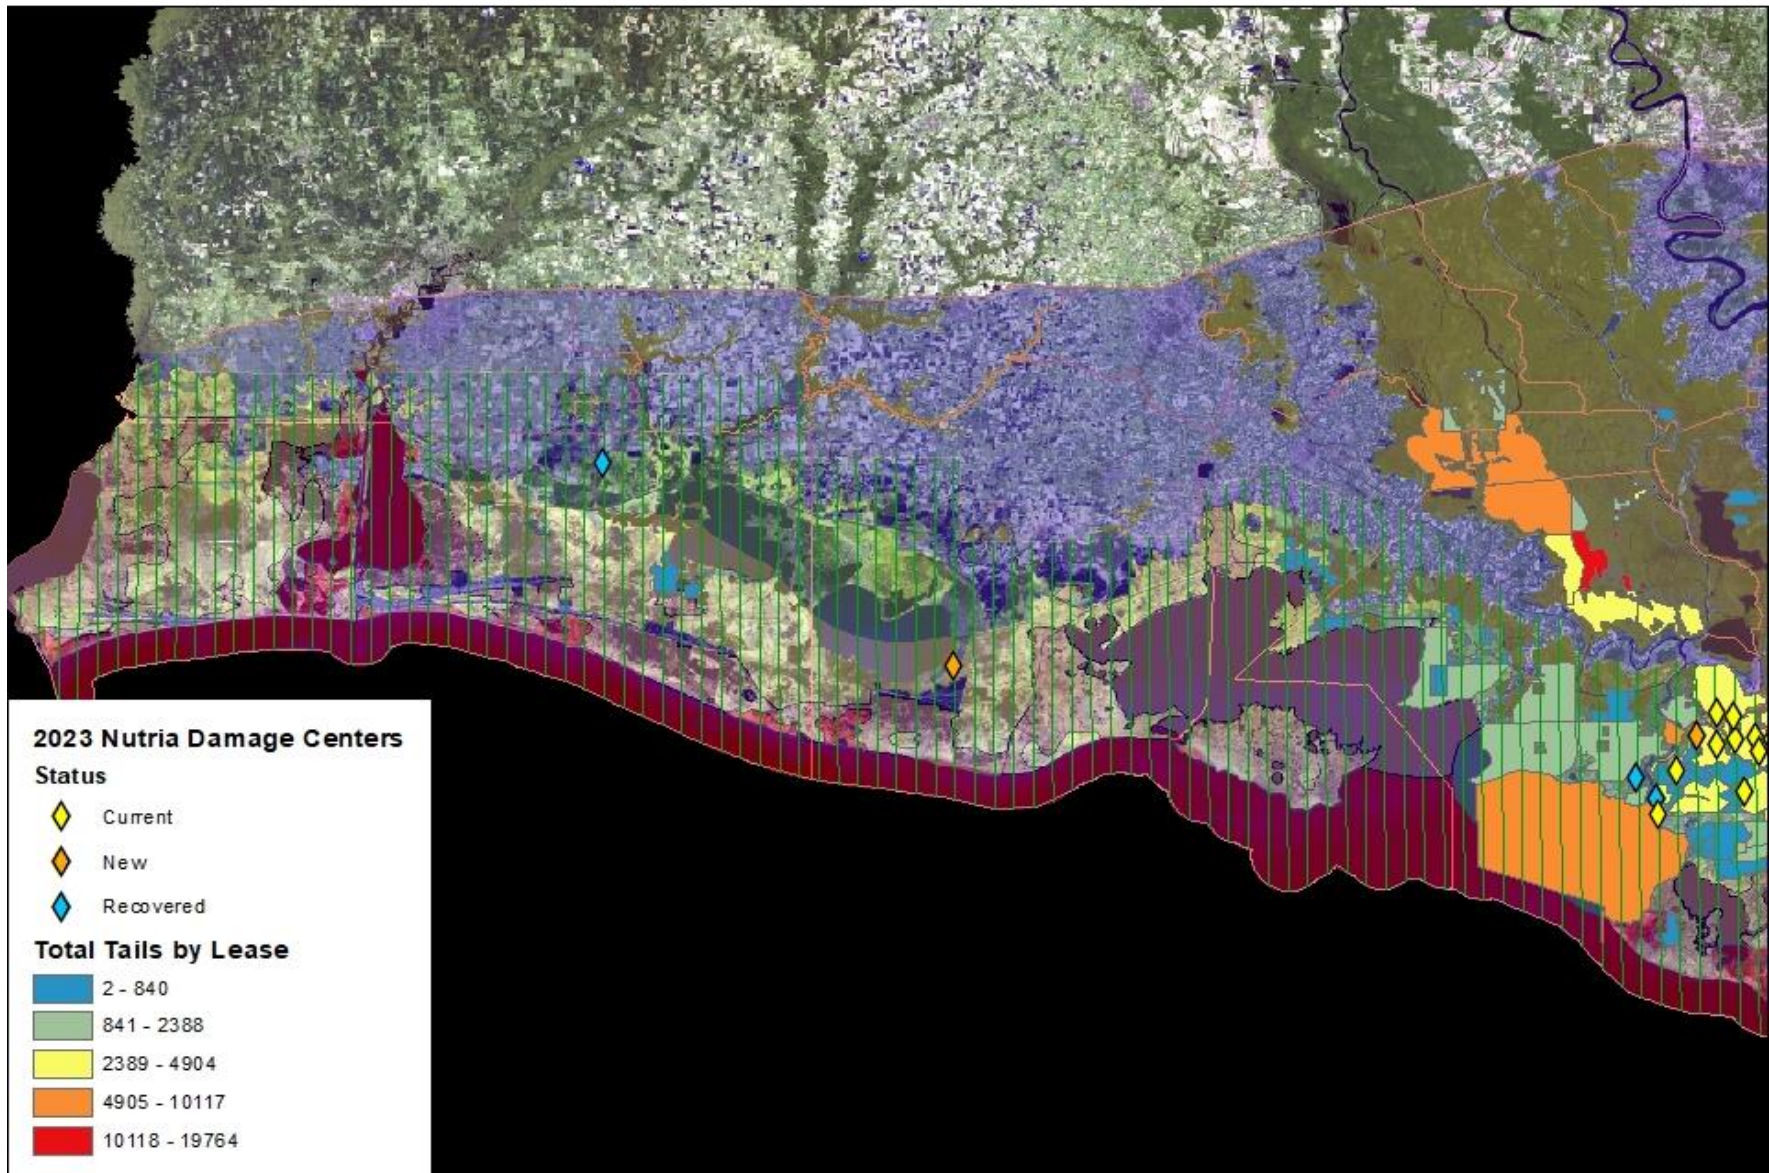 2023 Nutria Damage Centers
Status
Current
New
Recovered
Total Tails by Lease
2 - 840
841 - 2388
2389 - 4904
4905 - 10117
10118 - 19764